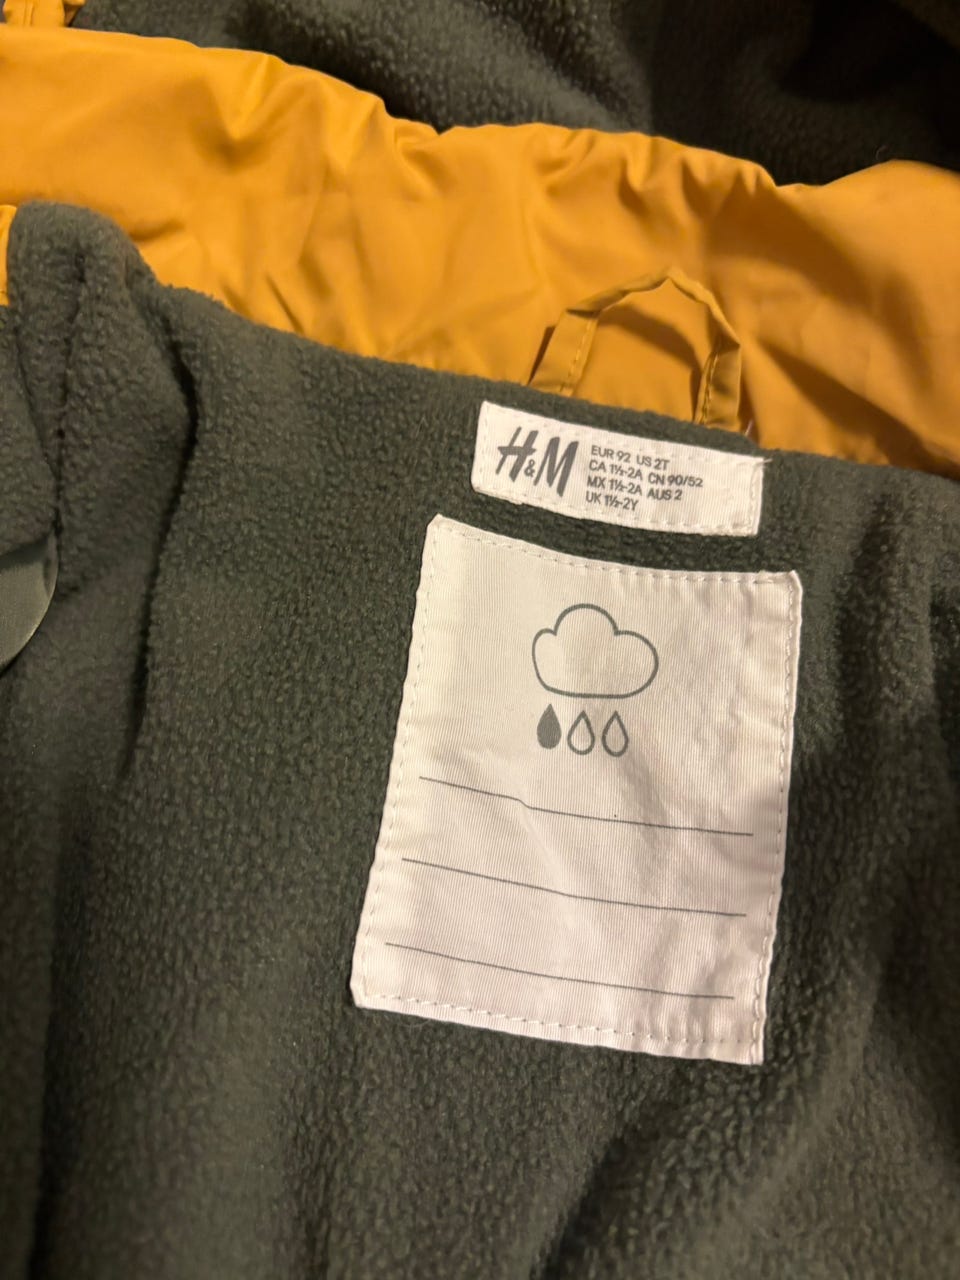 H&M
EUR 92 US 2T
CA 1½-2A CN 90/52
MX 1½-2A AUS 2
UK 1½-2Y